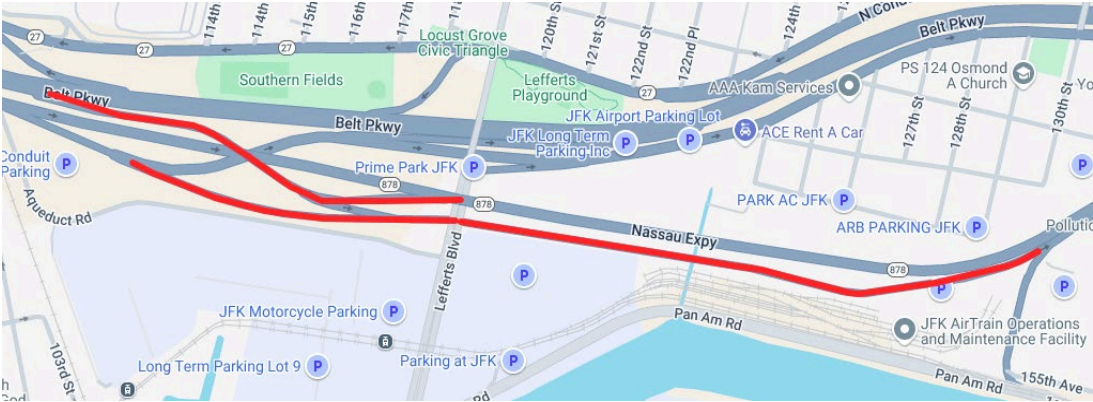 114th
114th
115th
116th
117th
118
120th St
121st St
122nd St
122nd Pl
124th
N Cond
Belt Pkwy
27
27
27
27
Locust Grove
Civic Triangle
Southern Fields
Lefferts
Playground
AAA Kam Services
PS 124 Osmond
A Church
Yo
130th St
127th St
128th St
Belt Pkwy
Belt Pkwy
JFK Airport Parking Lot
JFK Long Term
Parking Inc
ACE Rent A Car
P
P
P
Conduit
Parking
P
Prime Park JFK
P
878
878
878
Aqueduct Rd
Lefferts Blvd
Nassau Expy
PARK AC JFK
P
ARB PARKING JFK
P
Pollutio
P
P
P
JFK Motorcycle Parking
P
Pan Am Rd
JFK AirTrain Operations
and Maintenance Facility
Long Term Parking Lot 9
P
Parking at JFK
P
103rd St
Rd
Pan Am Rd
155th Ave
h
God